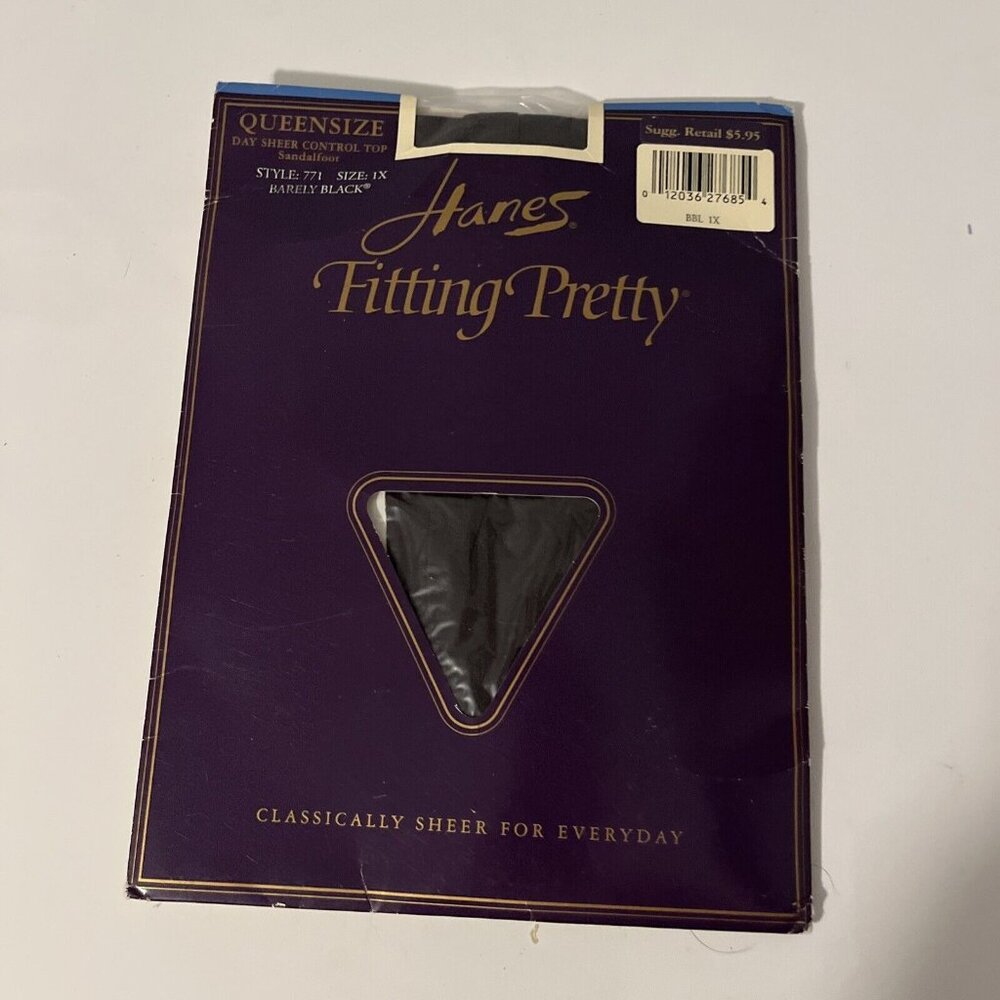 QUEENSIZE
DAY SHEER CONTROL TOP
Sandalfoot
STYLE: 771 SIZE: 1X
BARELY BLACK®
Sugg. Retail $5.95
0 12036 27685 4
BBL 1X
Hanes®
Fitting Pretty®
CLASSICALLY SHEER FOR EVERYDAY